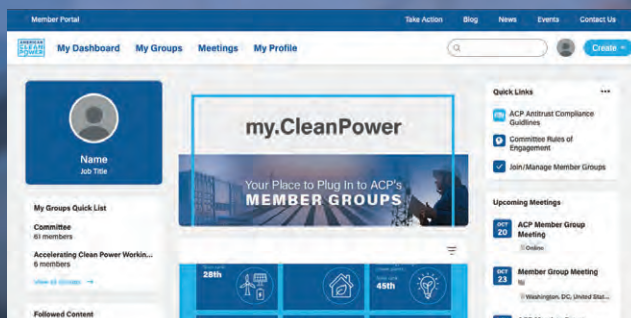 Member Portal
Take Action
Blog
News
Events
Contact Us
AMERICAN
CLEAN
POWER
My Dashboard
My Groups
Meetings
My Profile
Create
Name
Job Title
My Groups Quick List
Committee
61 members
Accelerating Clean Power Workin...
6 members
View all Groups →
Followed Content
my.CleanPower
Your Place to Plug In to ACP's
MEMBER GROUPS
28th
45th
Quick Links
ACP Antitrust Compliance
Guidlines
Committee Rules of
Engagement
Join/Manage Member Groups
Upcoming Meetings
OCT
20
ACP Member Group
Meeting
Online
OCT
23
Member Group Meeting
Washington, DC, United Stat...